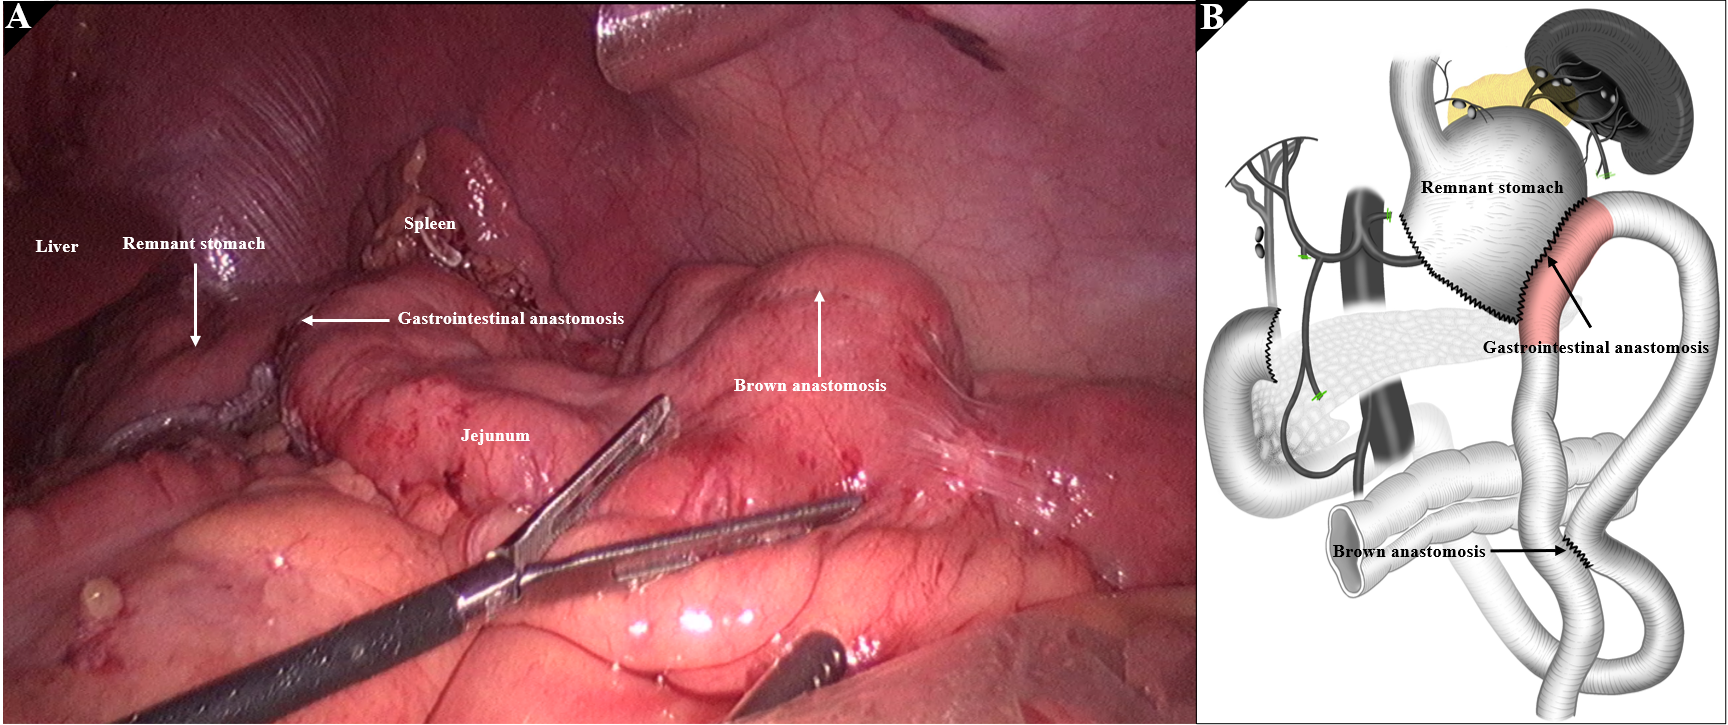 A
Liver
Remnant stomach
Spleen
Gastrointestinal anastomosis
Brown anastomosis
Jejunum
B
Remnant stomach
Gastrointestinal anastomosis
Brown anastomosis